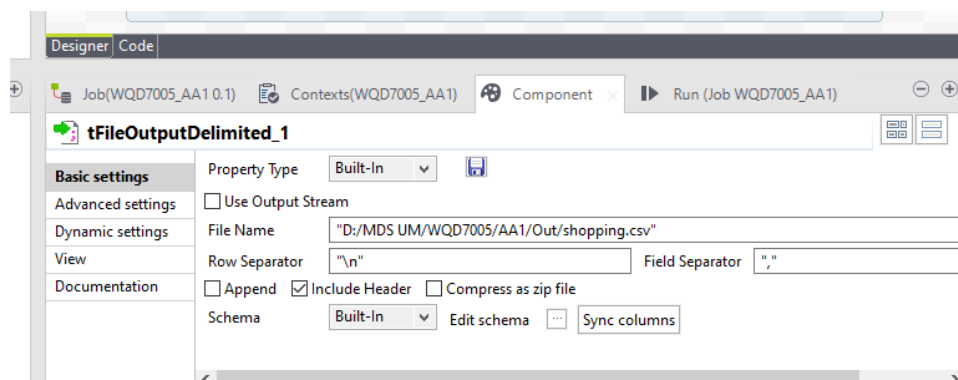 Designer Code
Job(WQD7005_AA1 0.1) Contexts(WQD7005_AA1) Component Run (Job WQD7005_AA1)
tFileOutputDelimited_1
Basic settings
Advanced settings
Dynamic settings
View
Documentation
Property Type Built-In
Use Output Stream
File Name "D:/MDS UM/WQD7005/AA1/Out/shopping.csv"
Row Separator "\n" Field Separator ","
Append Include Header Compress as zip file
Schema Built-In Edit schema ... Sync columns